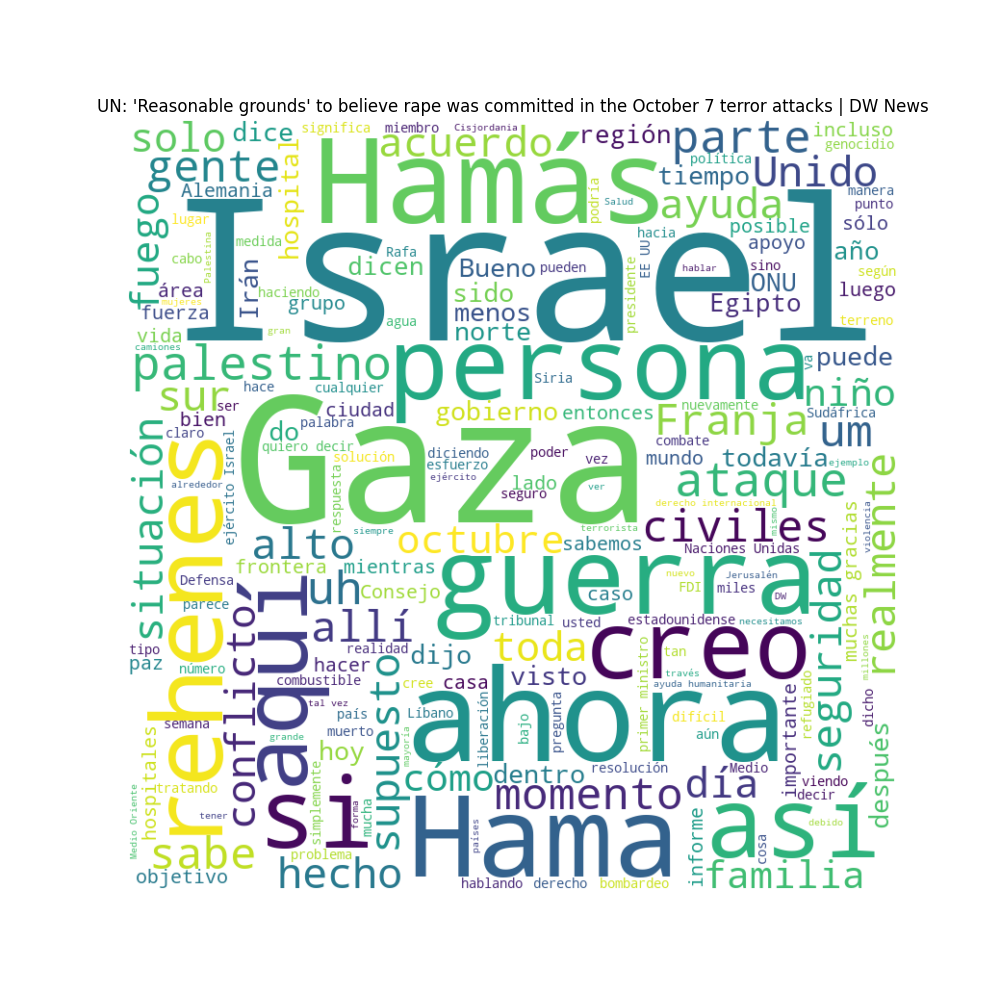 UN: 'Reasonable grounds' to believe rape was committed in the October 7 terror attacks | DW News
solo
dice
significa
miembro
Cisjordania
acuerdo
región
parte
incluso
genocidio
gente
Alemania
hospital
Hamás
podría
Salud
política
tiempo
Unido
manera
punto
fuego
lugar
ayuda
posible
sólo
medida
cabo
Palestina
Israel
Rafa
dicen
hacia
EE UU
apoyo
año
Irán
Bueno
pueden
presidente
hablar
sino
ONU
según
área
mujeres
haciendo
grupo
sido
menos
Egipto
luego
fuerza
agua
norte
terreno
vida
gran
camiones
palestino
persona
va
puede
Siria
niño
sur
hace
cualquier
ser
ciudad
gobierno
entonces
Franja
nuevamente
Sudáfrica
bien
palabra
claro
do
um
quiero decir
Gaza
combate
situación
rehenes
ejército Israel
solución
diciendo
poder
vez
mundo
todavía
ejemplo
esfuerzo
alrededor
respuesta
ejército
lado
ver
ataque
seguro
derecho internacional
mismo
siempre
terrorista
civiles
realmente
violencia
alto
octubre
sabemos
Naciones Unidas
muchas gracias
frontera
mientras
guerra
nuevo
Jerusalén
Defensa
conflicto
aquí
uh
Consejo
caso
FDI
miles
DW
parece
allí
tribunal
usted
estadounidense
necesitamos
seguridad
tipo
paz
número
realidad
hacer
dijo
toda
creo
tan
millones
combustible
supuesto
cree
casa
visto
primer ministro
través
ayuda humanitaria
importante
refugiado
dicho
tal vez
semana
país
Líbano
ahora
difícil
muerto
liberación
bajo
pregunta
aún
después
grande
hoy
mayoría
Medio Oriente
hospitales
cómo
dentro
resolución
Medio
viendo
tratando
simplemente
momento
día
decir
tener
si
forma
mucha
Hama
países
informe
así
debido
sabe
problema
cosa
objetivo
hecho
hablando
derecho
bombardeo
familia